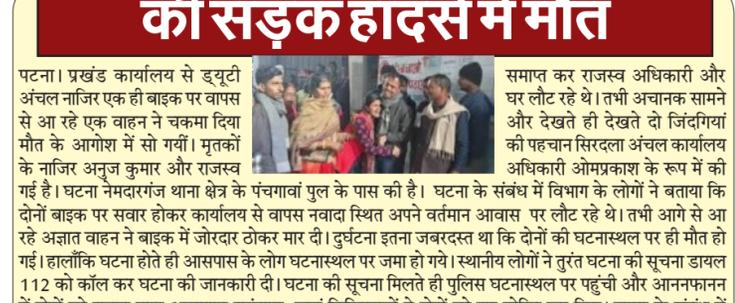 की सड़क हादसे में मौत
पटना। प्रखंड कार्यालय से ड्यूटी समाप्त कर राजस्व अधिकारी और
अंचल नाजिर एक ही बाइक पर वापस घर लौट रहे थे। तभी अचानक सामने
से आ रहे एक वाहन ने चकमा दिया और देखते ही देखते दो जिंदगियां
मौत के आगोश में सो गयीं। मृतकों की पहचान सिरदला अंचल कार्यालय
के नाजिर अनुज कुमार और राजस्व अधिकारी ओमप्रकाश के रूप में की
गई है। घटना नेमदारगंज थाना क्षेत्र के पंचगावां पुल के पास की है। घटना के संबंध में विभाग के लोगों ने बताया कि
दोनों बाइक पर सवार होकर कार्यालय से वापस नवादा स्थित अपने वर्तमान आवास पर लौट रहे थे। तभी आगे से आ
रहे अज्ञात वाहन ने बाइक में जोरदार ठोकर मार दी। दुर्घटना इतना जबरदस्त था कि दोनों की घटनास्थल पर ही मौत हो
गई। हालाँकि घटना होते ही आसपास के लोग घटनास्थल पर जमा हो गये। स्थानीय लोगों ने तुरंत घटना की सूचना डायल
112 को कॉल कर घटना की जानकारी दी। घटना की सूचना मिलते ही पुलिस घटनास्थल पर पहुंची और आननफानन